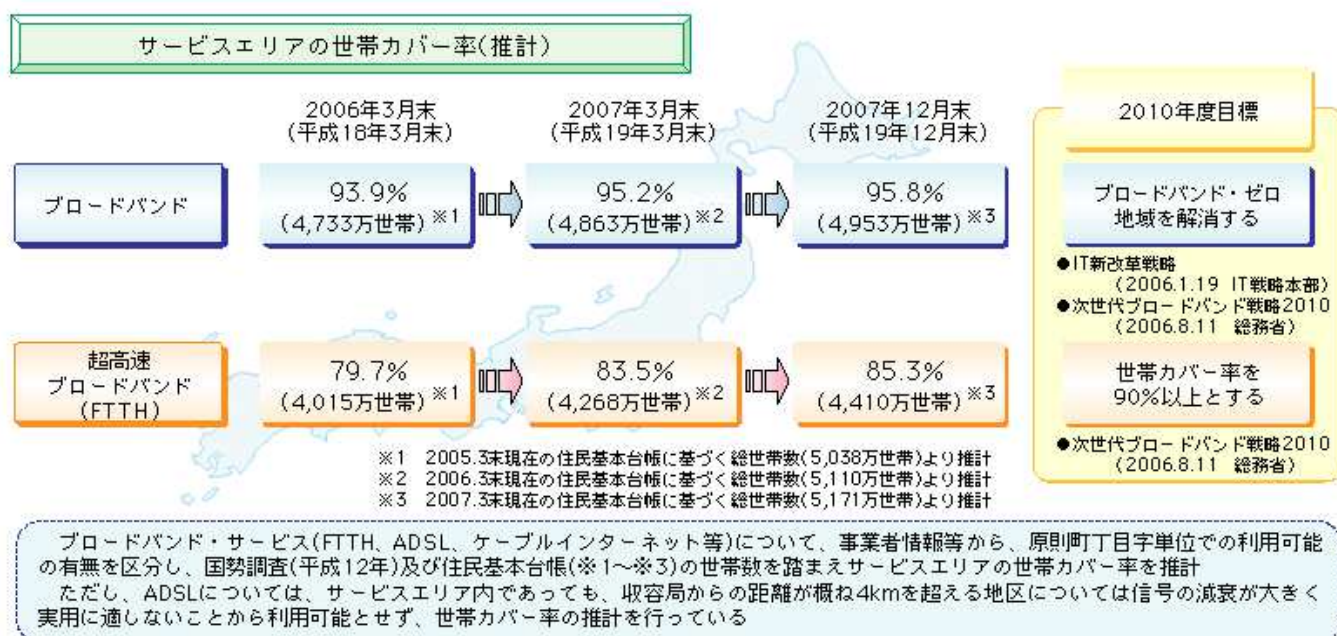 サービスエリアの世帯カバー率(推計)
2006年3月末
(平成18年3月末)
2007年3月末
(平成19年3月末)
2007年12月末
(平成19年12月末)
2010年度目標
ブロードバンド
93.9%
(4,733万世帯)※1
95.2%
(4,863万世帯)※2
95.8%
(4,953万世帯)※3
ブロードバンド・ゼロ
地域を解消する
●IT新改革戦略
(2006.1.19 IT戦略本部)
●次世代ブロードバンド戦略2010
(2006.8.11 総務省)
超高速
ブロードバンド
(FTTH)
79.7%
(4,015万世帯)※1
83.5%
(4,268万世帯)※2
85.3%
(4,410万世帯)※3
世帯カバー率を
90%以上とする
●次世代ブロードバンド戦略2010
(2006.8.11 総務省)
※1 2005.3末現在の住民基本台帳に基づく総世帯数(5,038万世帯)より推計
※2 2006.3末現在の住民基本台帳に基づく総世帯数(5,110万世帯)より推計
※3 2007.3末現在の住民基本台帳に基づく総世帯数(5,171万世帯)より推計
ブロードバンド・サービス(FTTH、ADSL、ケーブルインターネット等)について、事業者情報等から、原則町丁目字単位での利用可能
の有無を区分し、国勢調査(平成12年)及び住民基本台帳(※1~※3)の世帯数を踏まえサービスエリアの世帯カバー率を推計
ただし、ADSLについては、サービスエリア内であっても、収容局からの距離が概ね4kmを超える地区については信号の減衰が大きく
実用に適しないことから利用可能とせず、世帯カバー率の推計を行っている